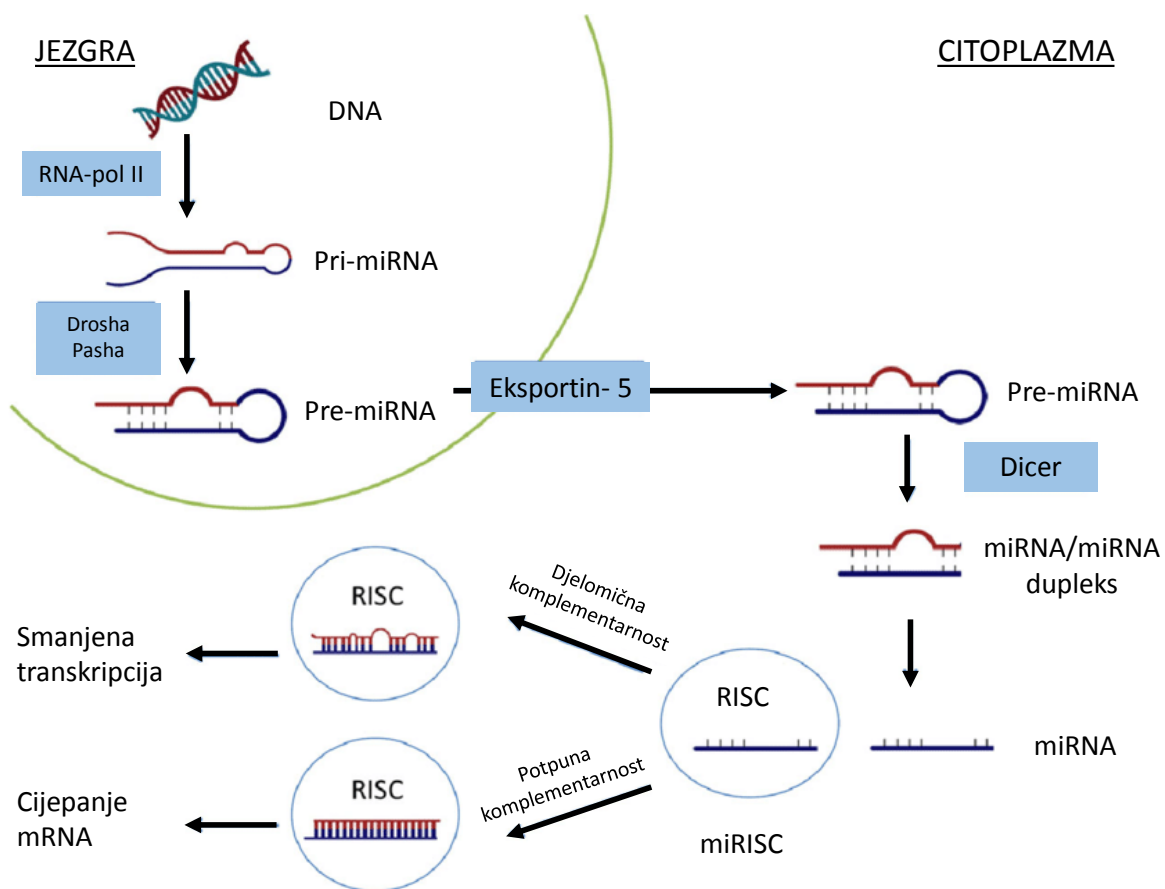 JEZGRA
CITOPLAZMA
DNA
RNA-pol II
Pri-miRNA
Drosha
Pasha
Pre-miRNA
Eksportin- 5
Pre-miRNA
Dicer
miRNA/miRNA
dupleks
miRNA
RISC
miRISC
Djelomična
komplementarnost
RISC
Smanjena
transkripcija
Potpuna
komplementarnost
RISC
Cijepanje
mRNA